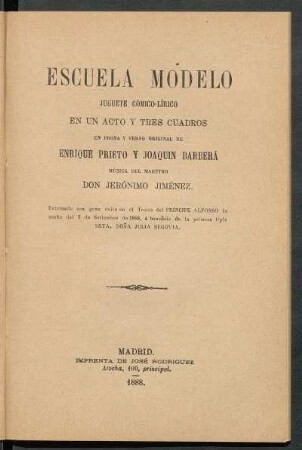 ESCUELA MODELO
JUGUETE CÓMICO-LÍRICO
EN UN ACTO Y TRES CUADROS
EN PROSA Y VERSO ORIGINAL DE
ENRIQUE PRIETO Y JOAQUIN BARBERÁ
MÚSICA DEL MAESTRO
DON JERÓNIMO JIMÉNEZ.
Estrenado con gran éxito en el Teatro del PRÍNCIPE ALFONSO la
noche del 7 de Setiembre de 1888, á beneficio de la primera tiple
SRTA. DOÑA JULIA SEGOVIA.
MADRID.
IMPRENTA DE JOSÉ RODRIGUEZ
Atocha, 100, principal.
1888.